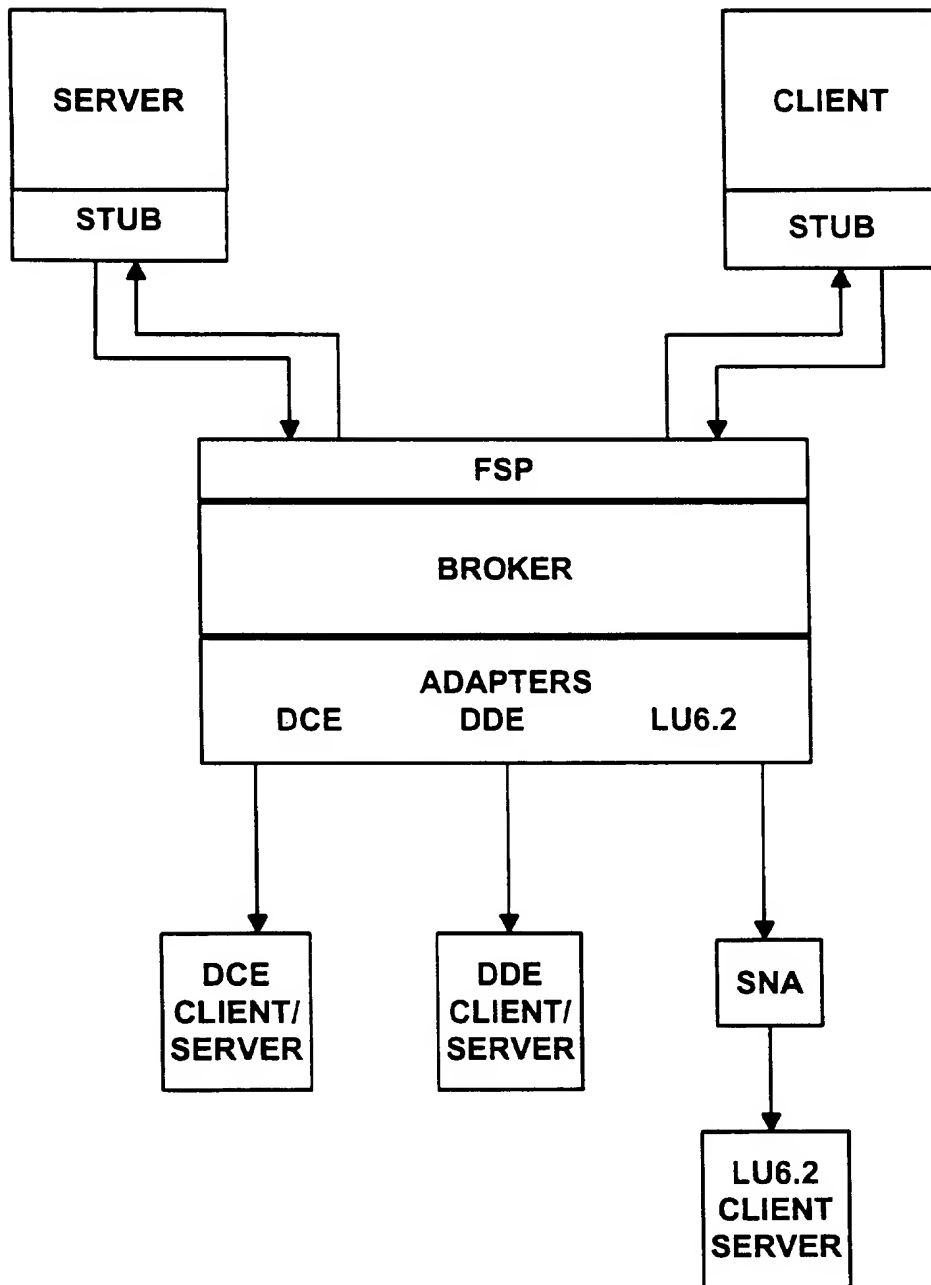 SERVER
CLIENT
STUB
STUB
FSP
BROKER
ADAPTERS
DCE DDE LU6.2
DCE
CLIENT/
SERVER
DDE
CLIENT/
SERVER
SNA
LU6.2
CLIENT
SERVER